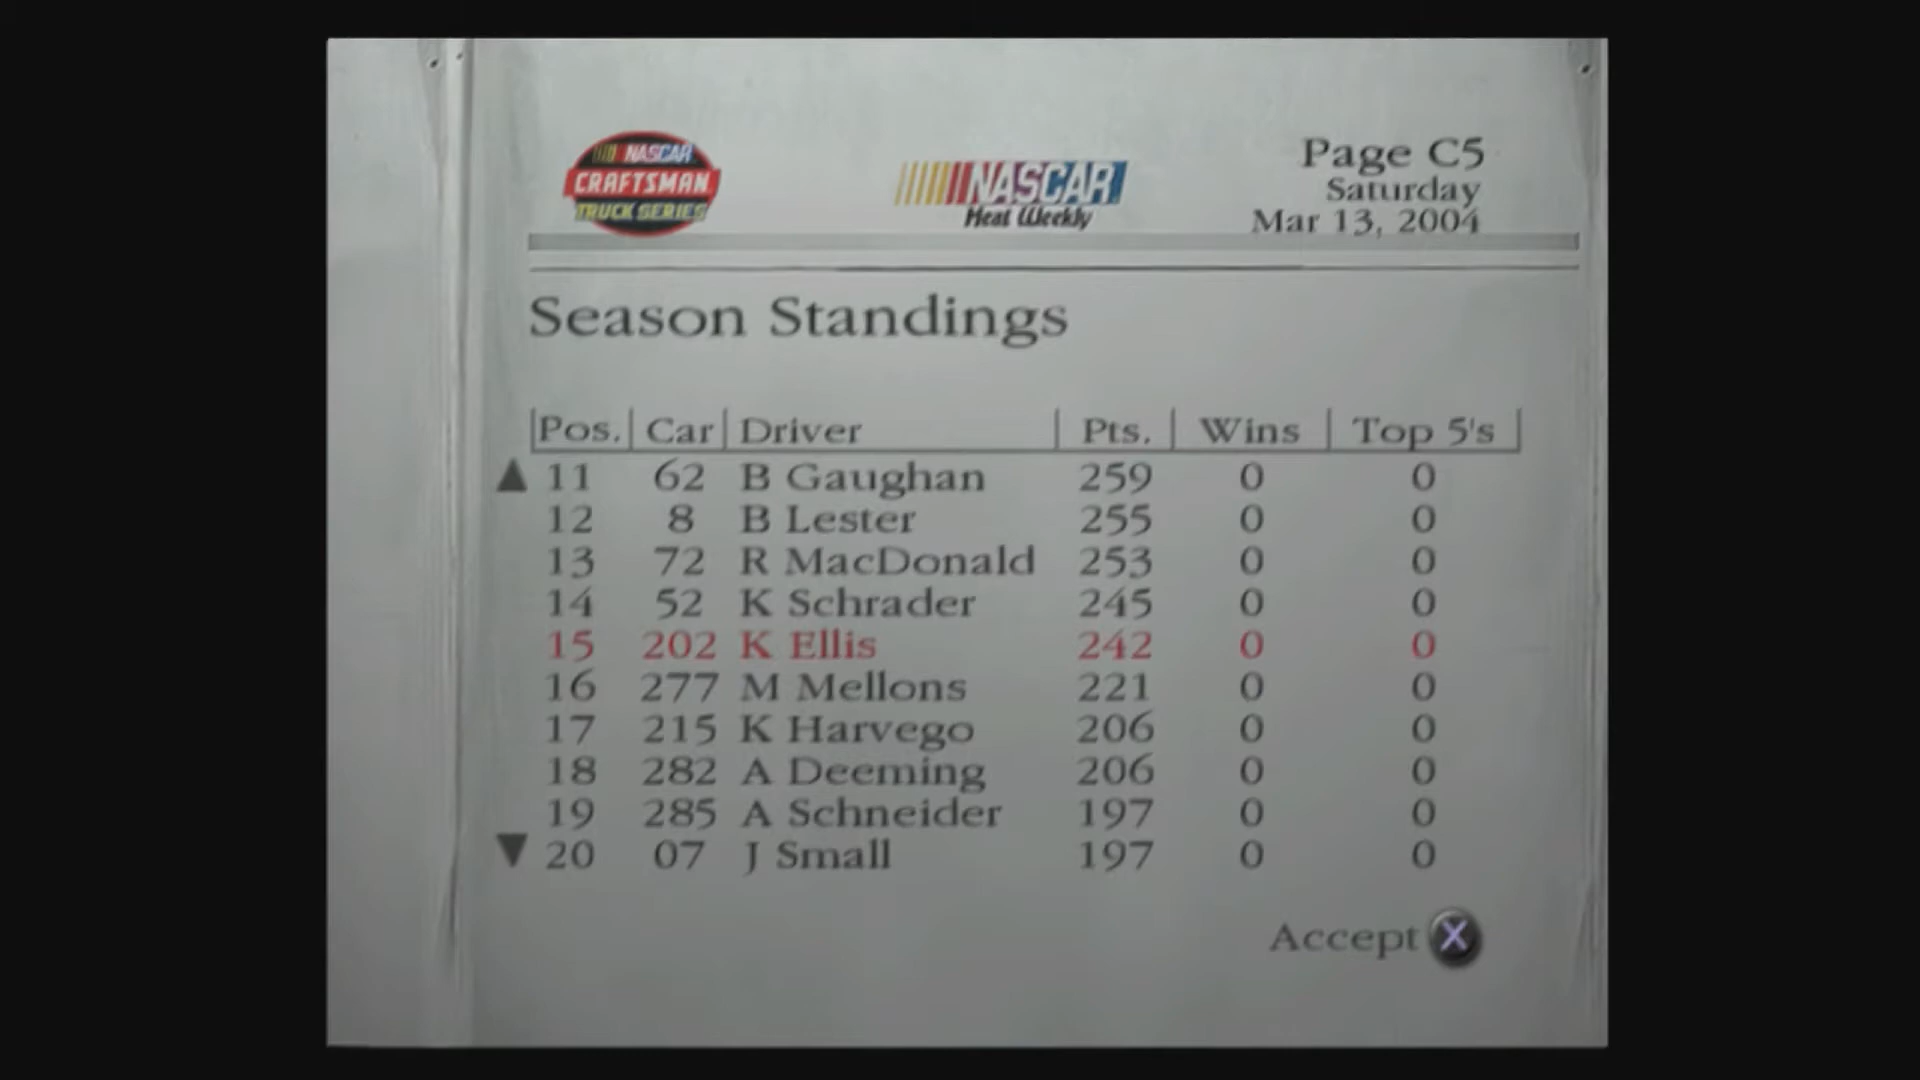 NASCAR
CRAFTSMAN
TRUCK SERIES
NASCAR
Heat Weekly
Page C5
Saturday
Mar 13, 2004
Season Standings
Pos. Car Driver Pts. Wins Top 5's
11 62 B Gaughan 259 0 0
12 8 B Lester 255 0 0
13 72 R MacDonald 253 0 0
14 52 K Schrader 245 0 0
15 202 K Ellis 242 0 0
16 277 M Mellons 221 0 0
17 215 K Harvego 206 0 0
18 282 A Deeming 206 0 0
19 285 A Schneider 197 0 0
20 07 J Small 197 0 0
Accept X